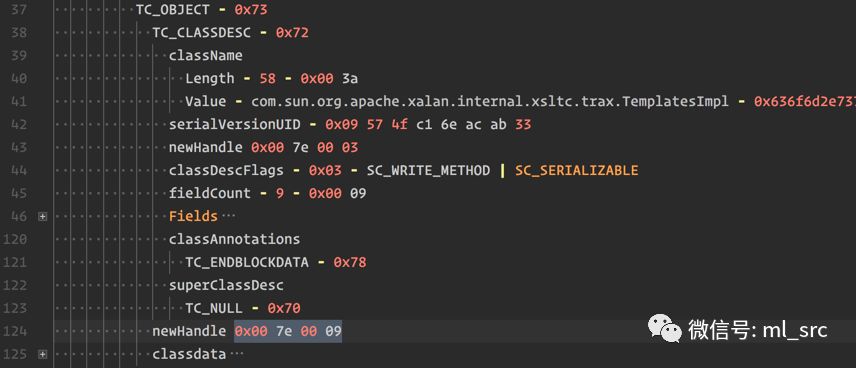 37 TC_OBJECT - 0x73
38 TC_CLASSDESC - 0x72
39 className
40 Length - 58 - 0x00 3a
41 Value - com.sun.org.apache.xalan.internal.xsltc.trax.TemplatesImpl - 0x636f6d2e737
42 serialVersionUID - 0x09 57 4f c1 6e ac ab 33
43 newHandle 0x00 7e 00 03
44 classDescFlags - 0x03 - SC_WRITE_METHOD | SC_SERIALIZABLE
45 fieldCount - 9 - 0x00 09
46 Fields ···
120 classAnnotations
121 TC_ENDBLOCKDATA - 0x78
122 superClassDesc
123 TC_NULL - 0x70
124 newHandle 0x00 7e 00 09
125 classdata ···
微信号: ml_src